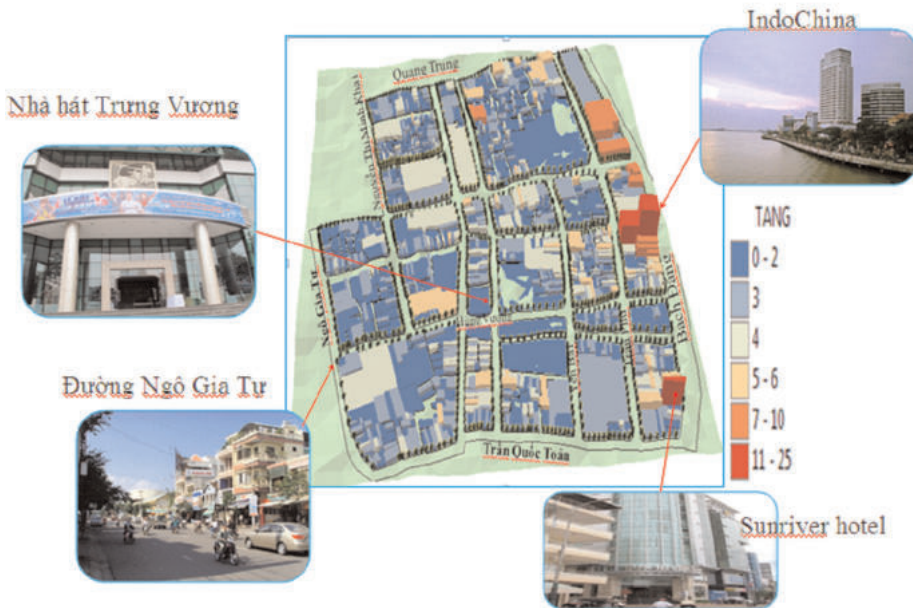 IndoChina
Nhà hát Trưng Vương
Quang Trung
Ngô Gia Tự
Bạch Đằng
Trần Quốc Toản
TANG
0 - 2
3
4
5-6
7 - 10
11 - 25
Đường Ngô Gia Tự
Sunriver hotel